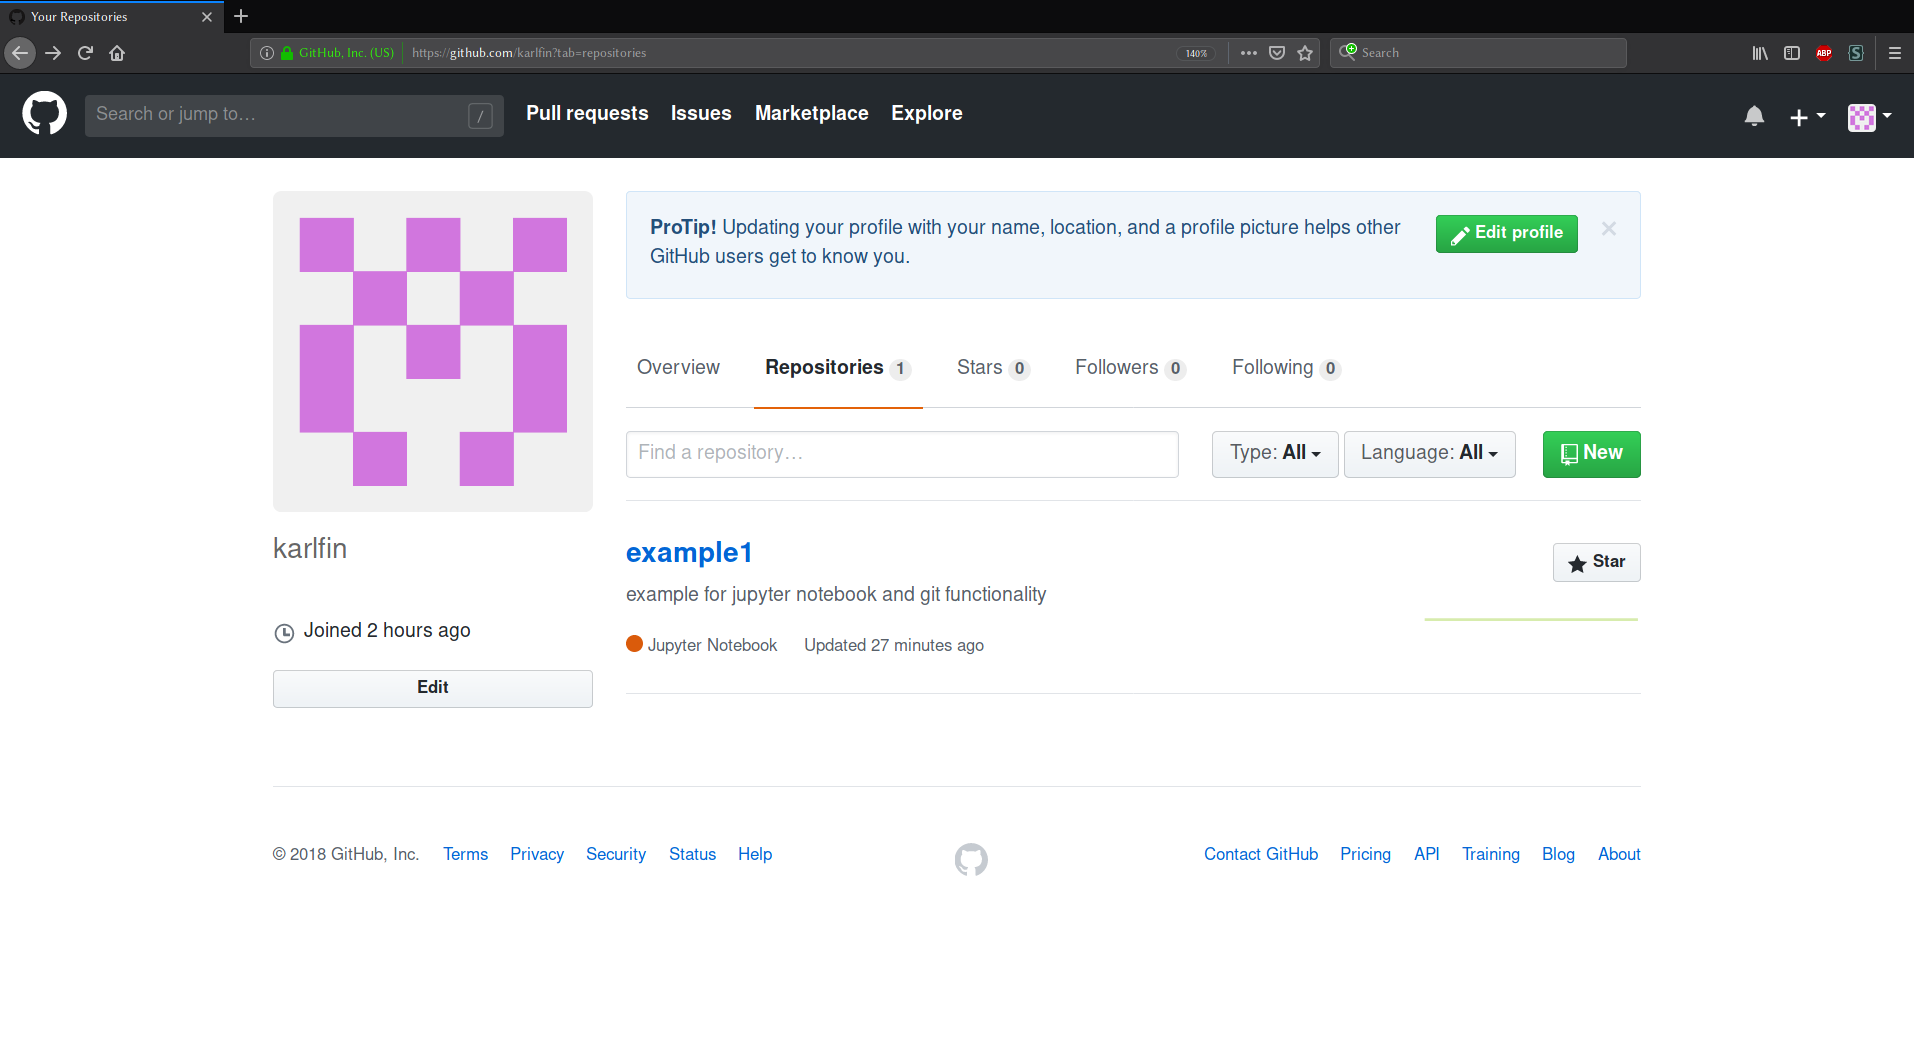 Your Repositories
GitHub, Inc. (US) https://github.com/karlfin?tab=repositories 140% Search ABP S
Search or jump to… / Pull requests Issues Marketplace Explore
ProTip! Updating your profile with your name, location, and a profile picture helps other
GitHub users get to know you.
Edit profile
Overview Repositories 1 Stars 0 Followers 0 Following 0
Find a repository… Type: All Language: All New
karlfin
Joined 2 hours ago
Edit
example1
Star
example for jupyter notebook and git functionality
Jupyter Notebook Updated 27 minutes ago
© 2018 GitHub, Inc. Terms Privacy Security Status Help Contact GitHub Pricing API Training Blog About